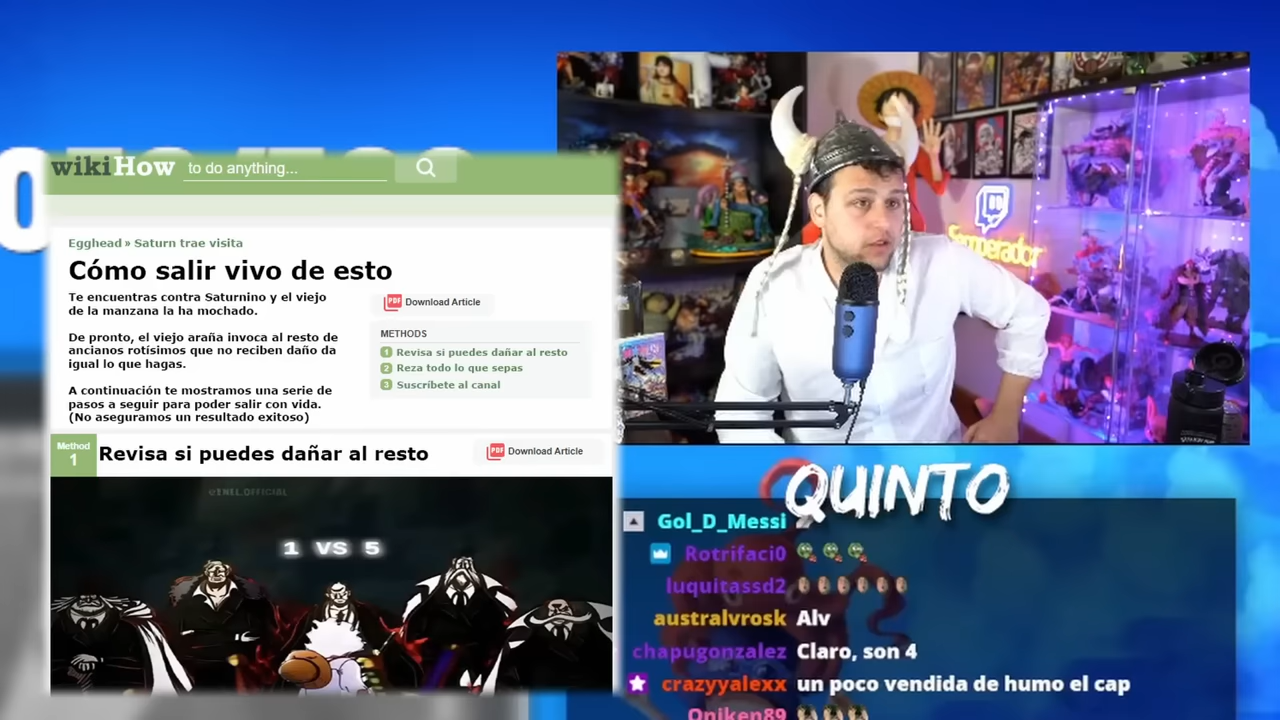 wikiHow to do anything...
Egghead » Saturn trae visita
Cómo salir vivo de esto
Te encuentras contra Saturnino y el viejo
de la manzana la ha mochado.
De pronto, el viejo araña invoca al resto de
ancianos rotísimos que no reciben daño da
igual lo que hagas.
A continuación te mostramos una serie de
pasos a seguir para poder salir con vida.
(No aseguramos un resultado exitoso)
PDF Download Article
METHODS
1 Revisa si puedes dañar al resto
2 Reza todo lo que sepas
3 Suscríbete al canal
Method
1
Revisa si puedes dañar al resto
PDF Download Article
@ENEL.OFFICIAL
1 VS 5
Semperador
QUINTO
Gol_D_Messi
Rotrifaci0
luquitassd2
australvrosk Alv
chapugonzalez Claro, son 4
crazyyalexx un poco vendida de humo el cap
Oniken89